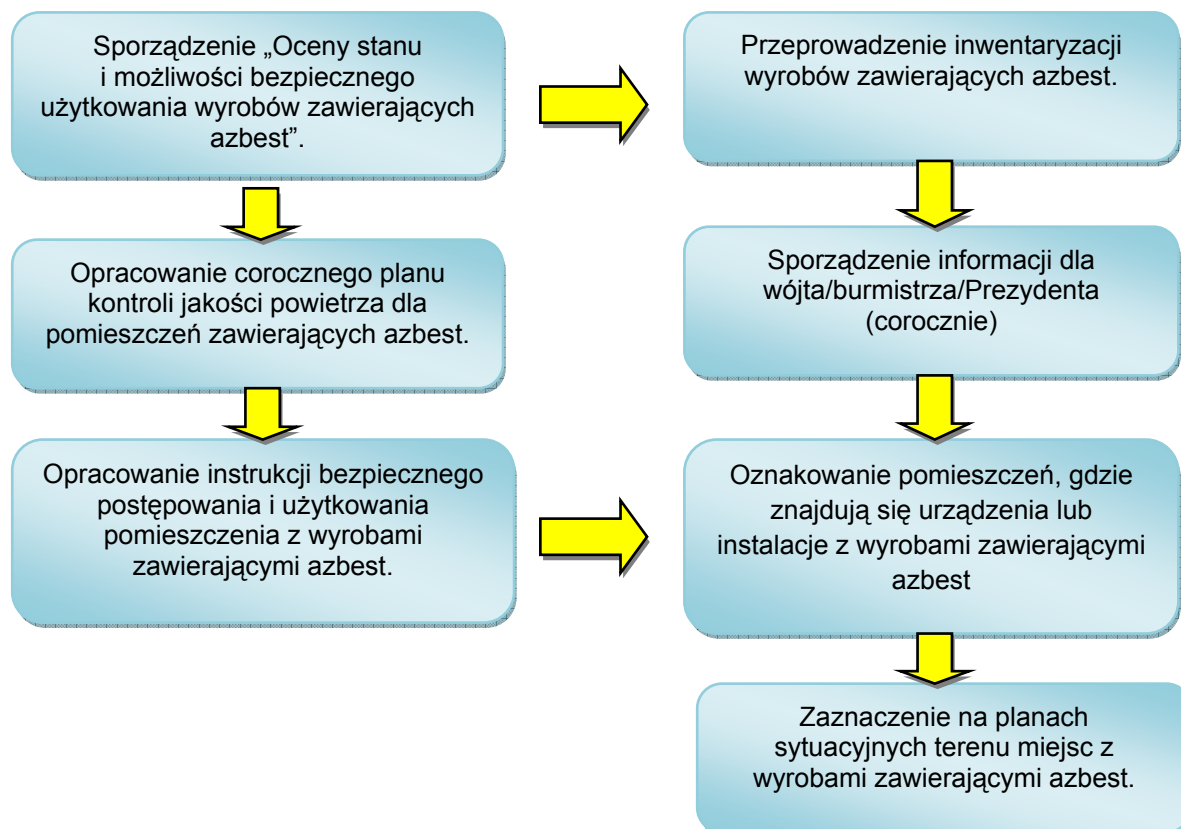 Sporządzenie „Oceny stanu
i możliwości bezpiecznego
użytkowania wyrobów zawierających
azbest”.
Przeprowadzenie inwentaryzacji
wyrobów zawierających azbest.
Opracowanie corocznego planu
kontroli jakości powietrza dla
pomieszczeń zawierających azbest.
Sporządzenie informacji dla
wójta/burmistrza/Prezydenta
(corocznie)
Opracowanie instrukcji bezpiecznego
postępowania i użytkowania
pomieszczenia z wyrobami
zawierającymi azbest.
Oznakowanie pomieszczeń, gdzie
znajdują się urządzenia lub
instalacje z wyrobami zawierającymi
azbest
Zaznaczenie na planach
sytuacyjnych terenu miejsc z
wyrobami zawierającymi azbest.